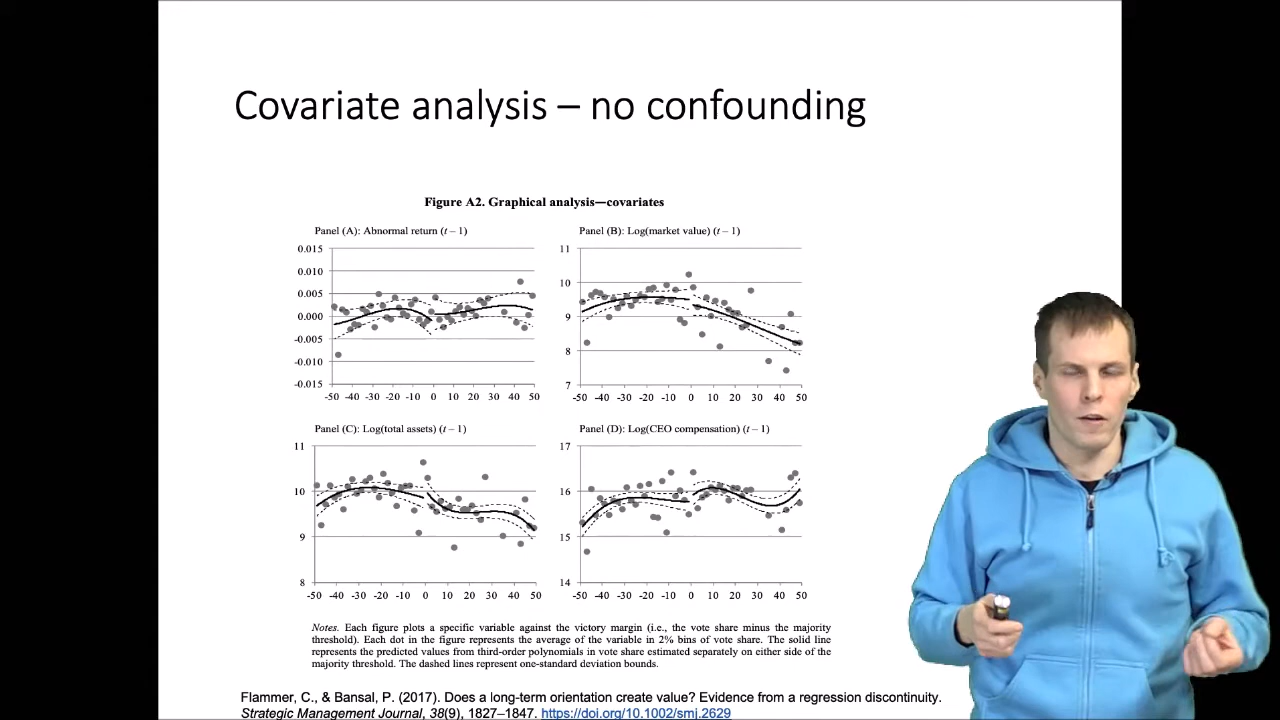 Covariate analysis – no confounding
Figure A2. Graphical analysis—covariates
Panel (A): Abnormal return (t – 1)
0.015
0.010
0.005
0.000
-0.005
-0.010
-0.015
-50 -40 -30 -20 -10 0 10 20 30 40 50
Panel (B): Log(market value) (t – 1)
11
10
9
8
7
-50 -40 -30 -20 -10 0 10 20 30 40 50
Panel (C): Log(total assets) (t – 1)
11
10
9
8
-50 -40 -30 -20 -10 0 10 20 30 40 50
Panel (D): Log(CEO compensation) (t – 1)
17
16
15
14
-50 -40 -30 -20 -10 0 10 20 30 40 50
Notes. Each figure plots a specific variable against the victory margin (i.e., the vote share minus the majority
threshold). Each dot in the figure represents the average of the variable in 2% bins of vote share. The solid line
represents the predicted values from third-order polynomials in vote share estimated separately on either side of the
majority threshold. The dashed lines represent one-standard deviation bounds.
Flammer, C., & Bansal, P. (2017). Does a long-term orientation create value? Evidence from a regression discontinuity.
Strategic Management Journal, 38(9), 1827–1847. https://doi.org/10.1002/smj.2629